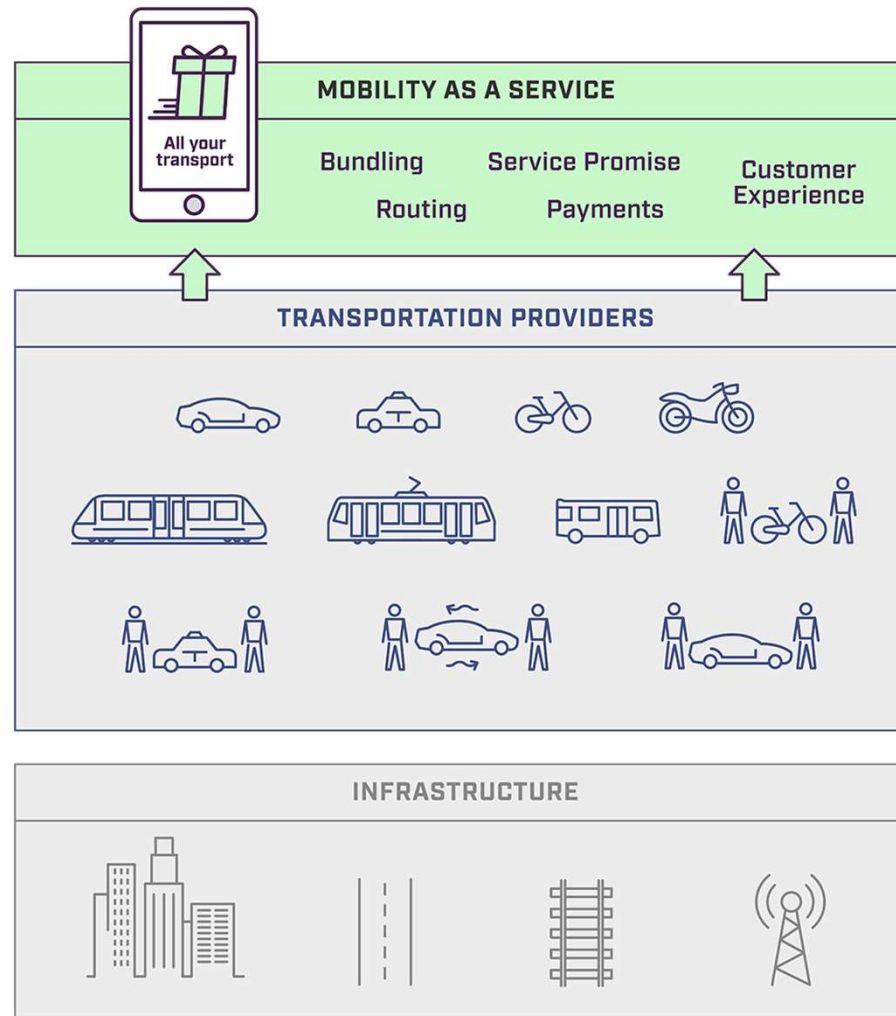 MOBILITY AS A SERVICE
All your
transport
Bundling
Service Promise
Customer
Experience
Routing
Payments
TRANSPORTATION PROVIDERS
T
T
INFRASTRUCTURE